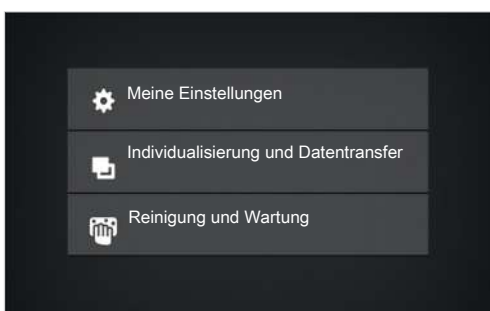 Meine Einstellungen
Individualisierung und Datentransfer
Reinigung und Wartung